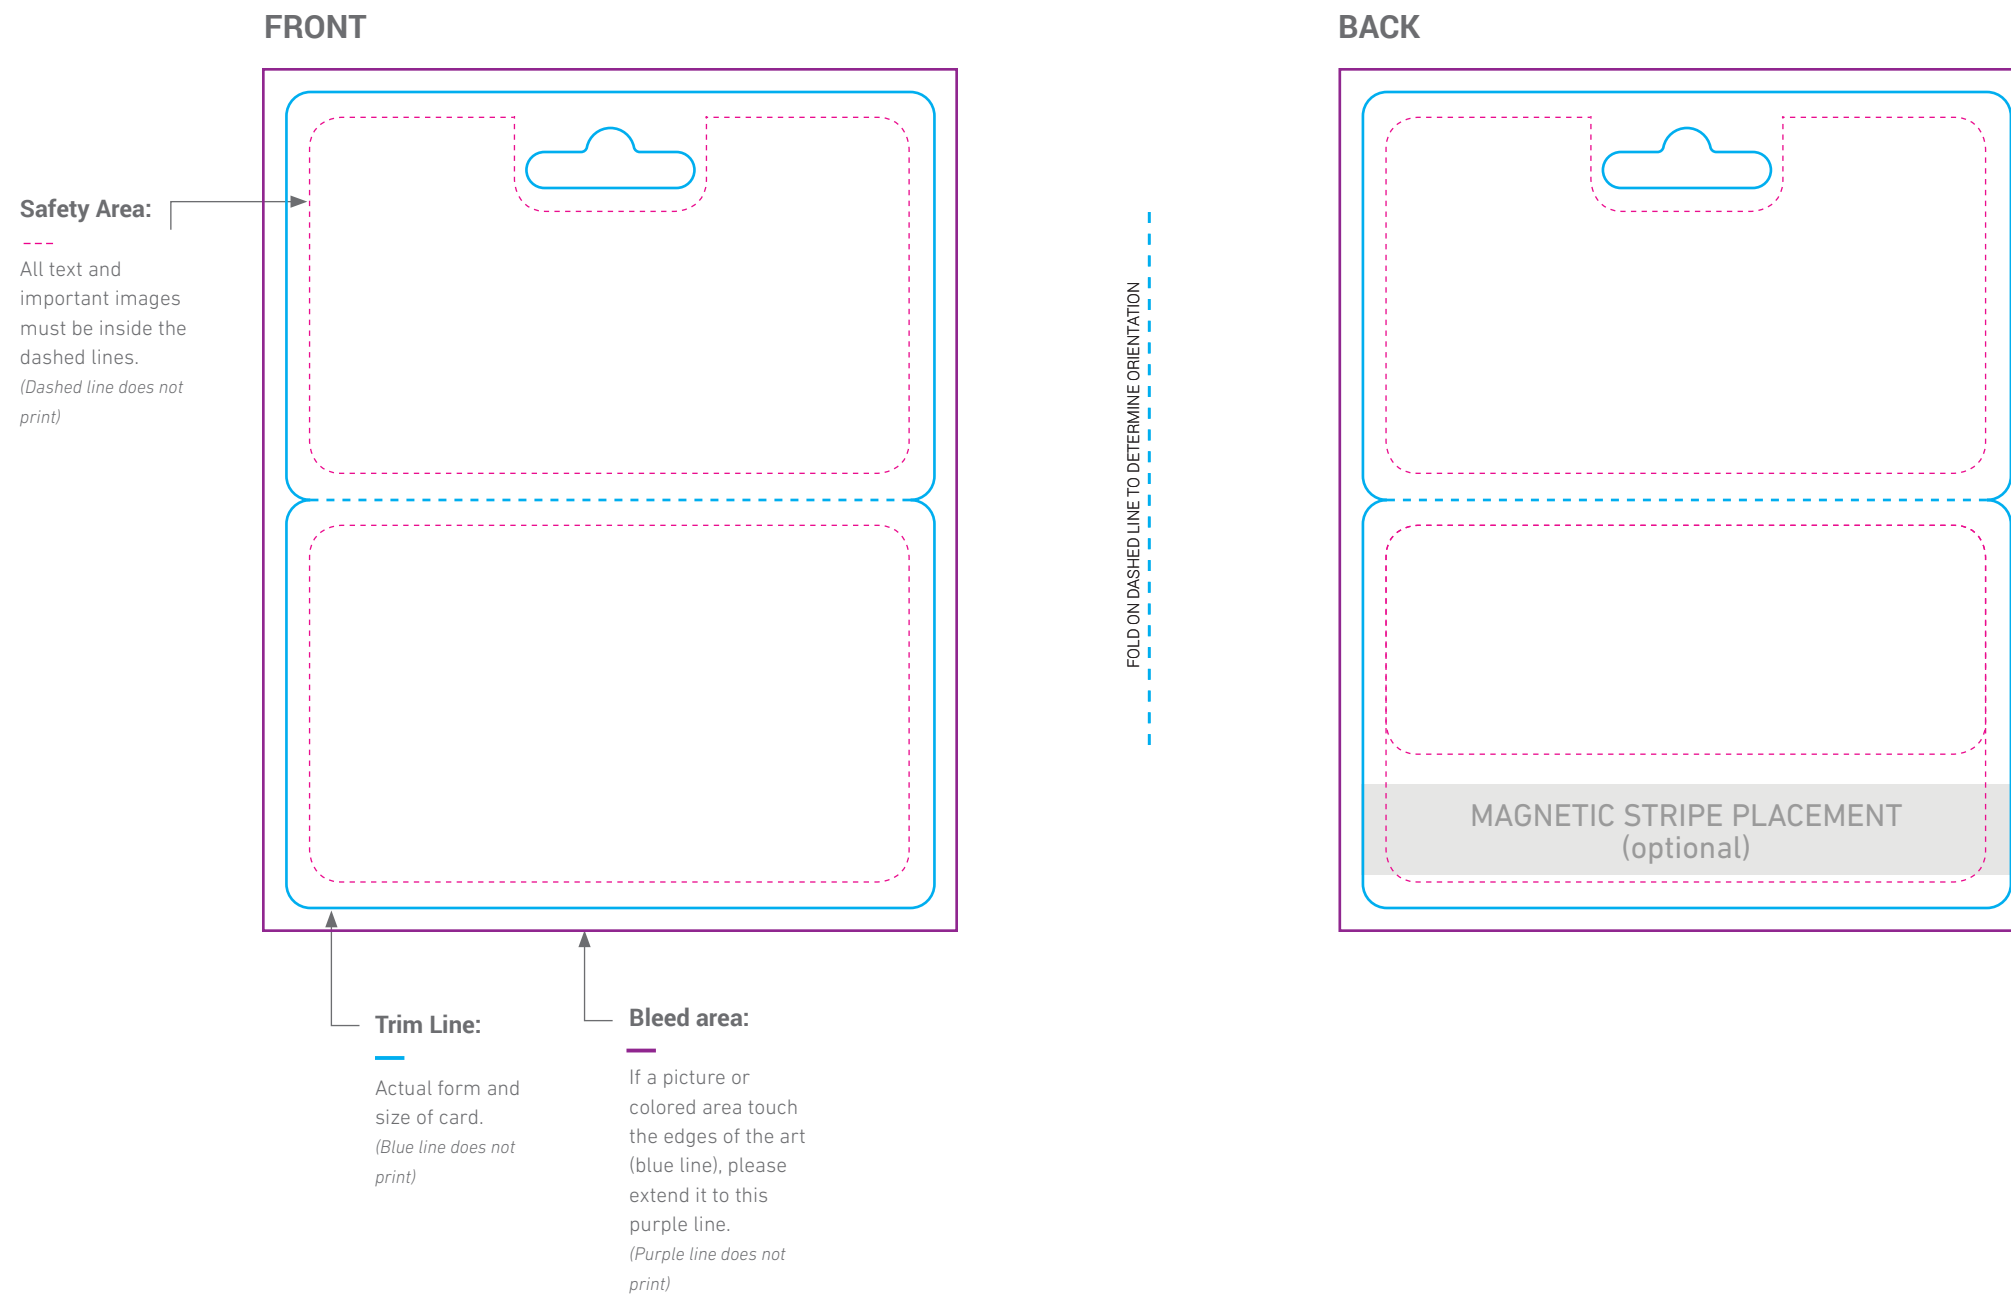 FRONT
BACK
Safety Area:
All text and
important images
must be inside the
dashed lines.
(Dashed line does not
print)
FOLD ON DASHED LINE TO DETERMINE ORIENTATION
MAGNETIC STRIPE PLACEMENT
(optional)
Trim Line:
Actual form and
size of card.
(Blue line does not
print)
Bleed area:
If a picture or
colored area touch
the edges of the art
(blue line), please
extend it to this
purple line.
(Purple line does not
print)